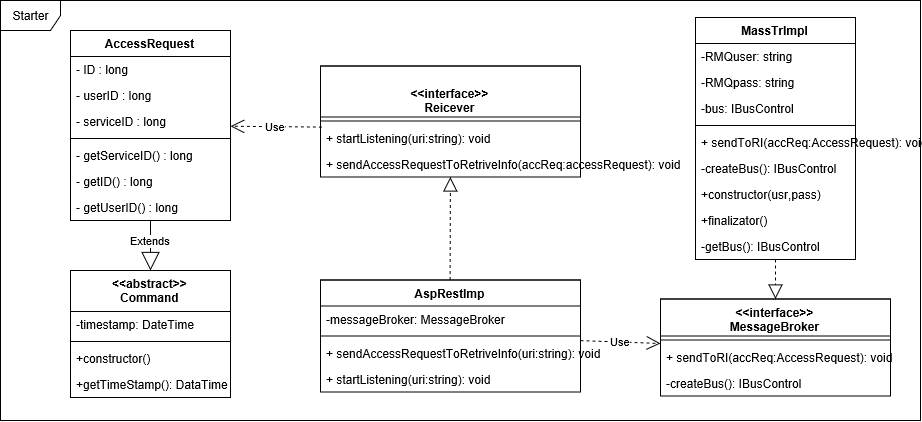 Starter
AccessRequest
- ID : long
- userID : long
- serviceID : long
- getServiceID() : long
- getID() : long
- getUserID() : long
Extends
<<abstract>>
Command
-timestamp: DateTime
+constructor()
+getTimeStamp(): DataTime
Use
<<interface>>
Reicever
+ startListening(uri:string): void
+ sendAccessRequestToRetriveInfo(accReq:accessRequest): void
AspRestImp
-messageBroker: MessageBroker
+ sendAccessRequestToRetriveInfo(uri:string): void
+ startListening(uri:string): void
Use
MassTrImpl
-RMQuser: string
-RMQpass: string
-bus: IBusControl
+ sendToRI(accReq:AccessRequest): voi
-createBus(): IBusControl
+constructor(usr,pass)
+finalizator()
-getBus(): IBusControl
<<interface>>
MessageBroker
+ sendToRI(accReq:AccessRequest): void
-createBus(): IBusControl